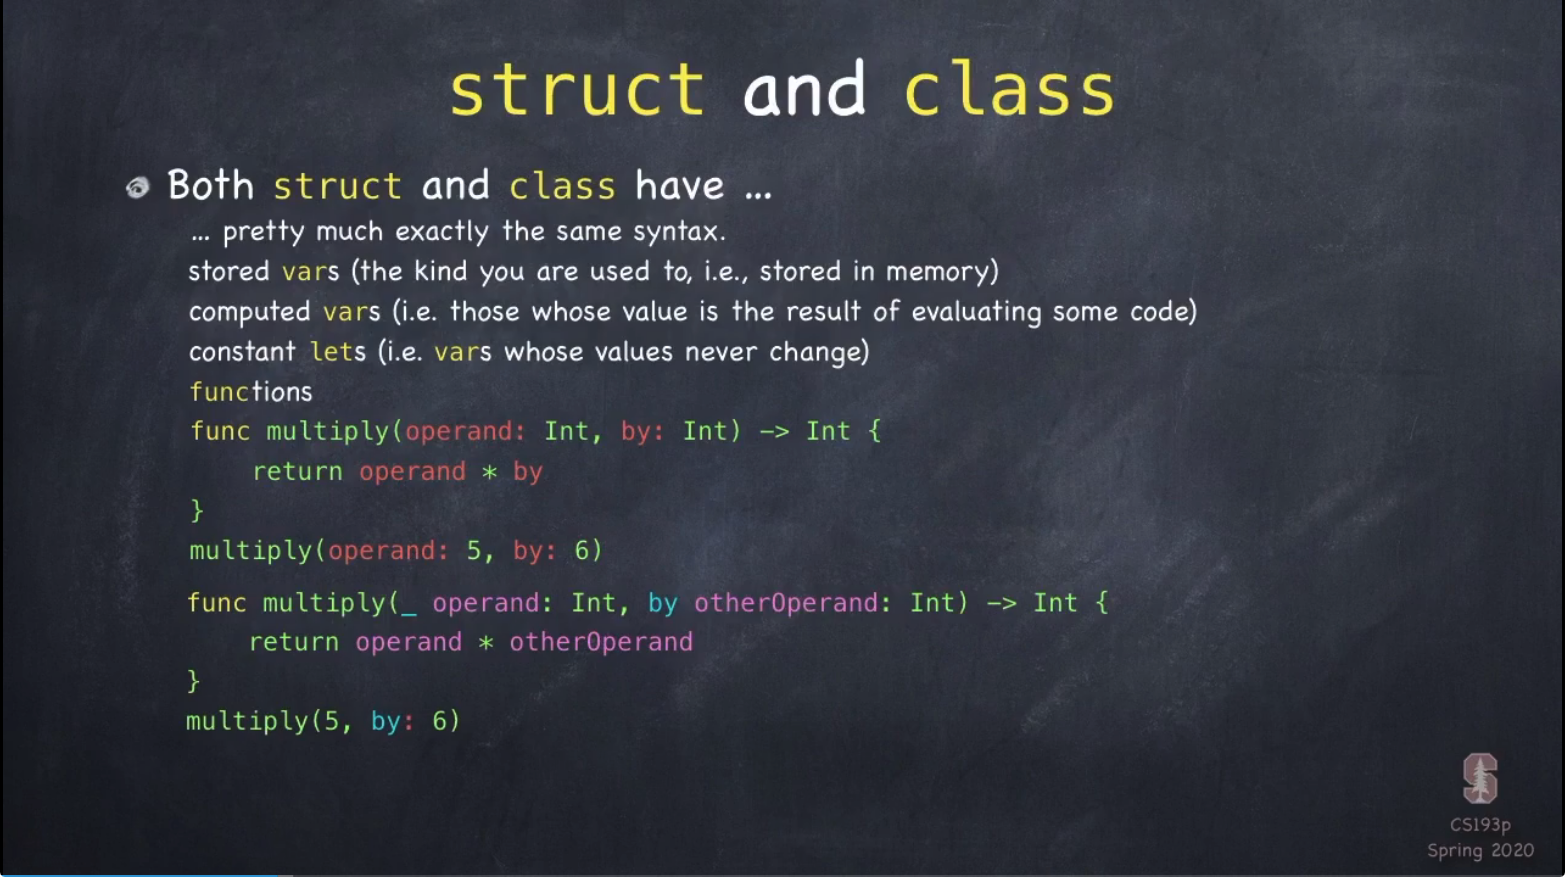 struct and class
Both struct and class have ...
... pretty much exactly the same syntax.
stored vars (the kind you are used to, i.e., stored in memory)
computed vars (i.e. those whose value is the result of evaluating some code)
constant lets (i.e. vars whose values never change)
functions
func multiply(operand: Int, by: Int) -> Int {
    return operand * by
}
multiply(operand: 5, by: 6)
func multiply(_ operand: Int, by otherOperand: Int) -> Int {
    return operand * otherOperand
}
multiply(5, by: 6)
S
CS193p
Spring 2020